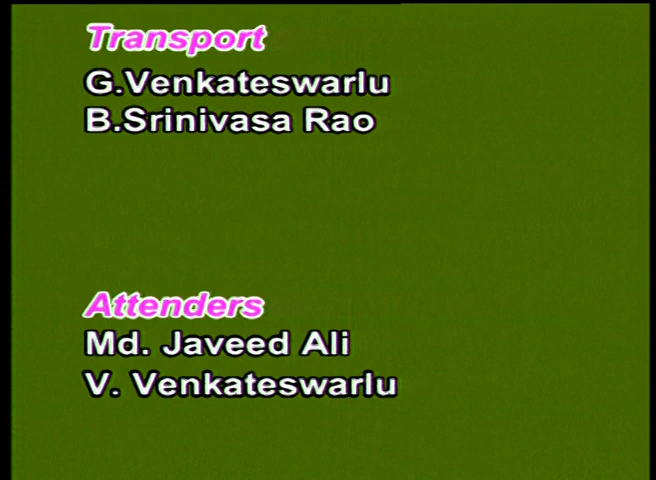 Transport
G.Venkateswarlu
B.Srinivasa Rao
Attenders
Md. Javeed Ali
V. Venkateswarlu